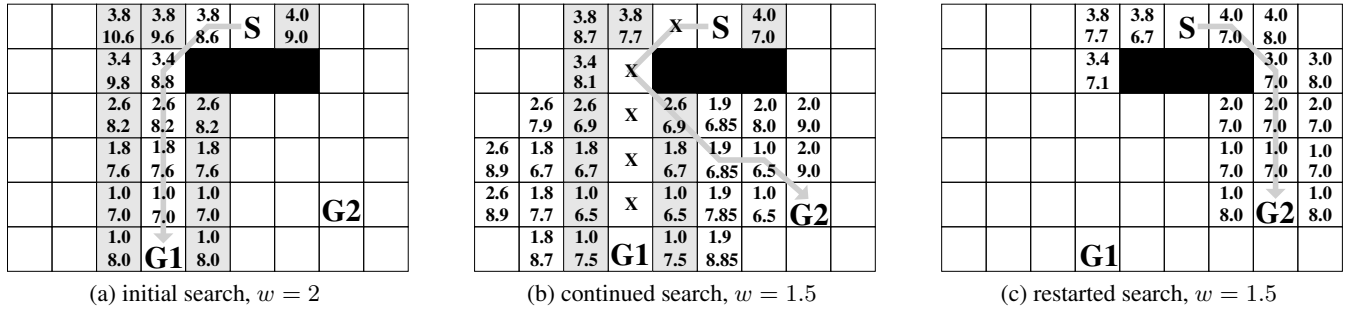 3.8 3.8 3.8 S 4.0
10.6 9.6 8.6 9.0
3.4 3.4
9.8 8.8
2.6 2.6 2.6
8.2 8.2 8.2
1.8 1.8 1.8
7.6 7.6 7.6
1.0 1.0 1.0 G2
7.0 7.0 7.0
1.0 G1 1.0
8.0 8.0
(a) initial search, w = 2
3.8 3.8 X S 4.0
8.7 7.7 7.0
3.4 X
8.1
2.6 2.6 X 2.6 1.9 2.0 2.0
7.9 6.9 6.9 6.85 8.0 9.0
2.6 1.8 1.8 X 1.8 1.9 1.0 2.0
8.9 6.7 6.7 6.7 6.85 6.5 9.0
2.6 1.8 1.0 X 1.0 1.9 1.0 G2
8.9 7.7 6.5 6.5 7.85 6.5
1.8 1.0 G1 1.0 1.9
8.7 7.5 7.5 8.85
(b) continued search, w = 1.5
3.8 3.8 S 4.0 4.0
7.7 6.7 7.0 8.0
3.4 3.0 3.0
7.1 7.0 8.0
2.0 2.0 2.0
7.0 7.0 7.0
1.0 1.0 1.0
7.0 7.0 7.0
1.0 G2 1.0
8.0 8.0
G1
(c) restarted search, w = 1.5